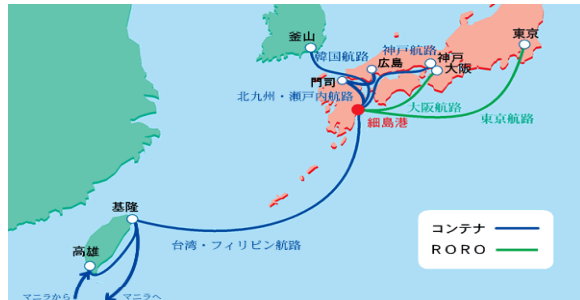 東京
釜山
韓国航路
神戸航路
神戸
広島
大阪
門司
北九州・瀬戸内航路
大阪航路
細島港
東京航路
基隆
台湾・フィリピン航路
高雄
コンテナ
RORO
マニラから
マニラへ